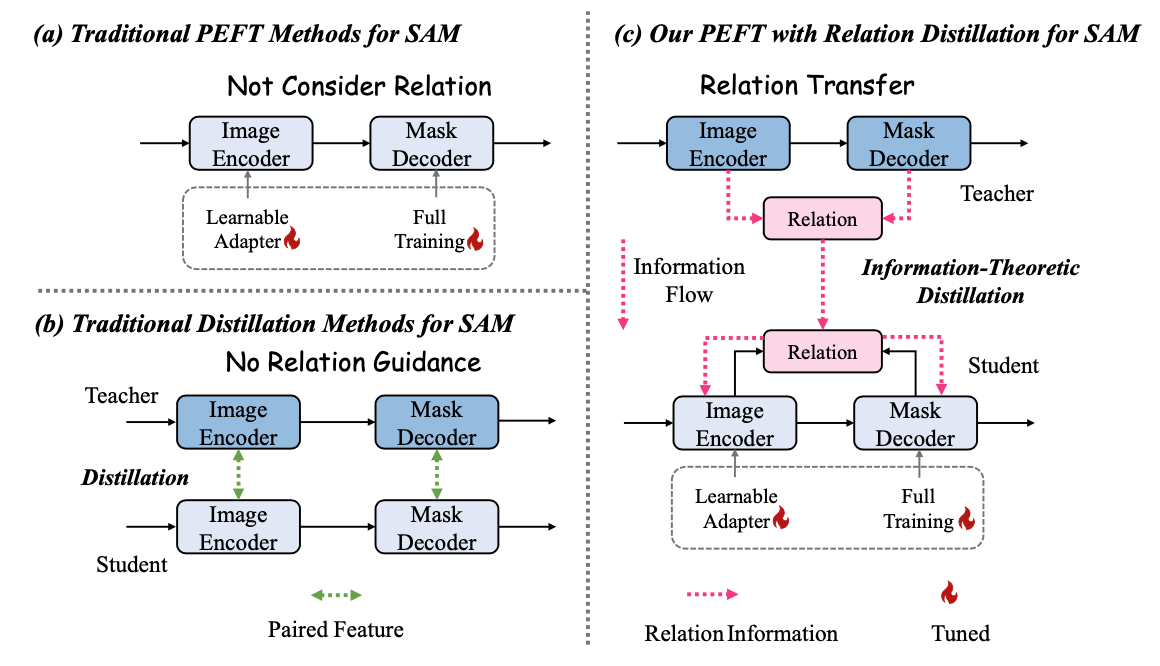 (a) Traditional PEFT Methods for SAM
Not Consider Relation
Image
Encoder
Mask
Decoder
Learnable
Adapter
Full
Training
(b) Traditional Distillation Methods for SAM
No Relation Guidance
Teacher
Image
Encoder
Mask
Decoder
Distillation
Image
Encoder
Mask
Decoder
Student
Paired Feature
(c) Our PEFT with Relation Distillation for SAM
Relation Transfer
Image
Encoder
Mask
Decoder
Teacher
Relation
Information
Flow
Information-Theoretic
Distillation
Relation
Student
Image
Encoder
Mask
Decoder
Learnable
Adapter
Full
Training
Relation Information
Tuned